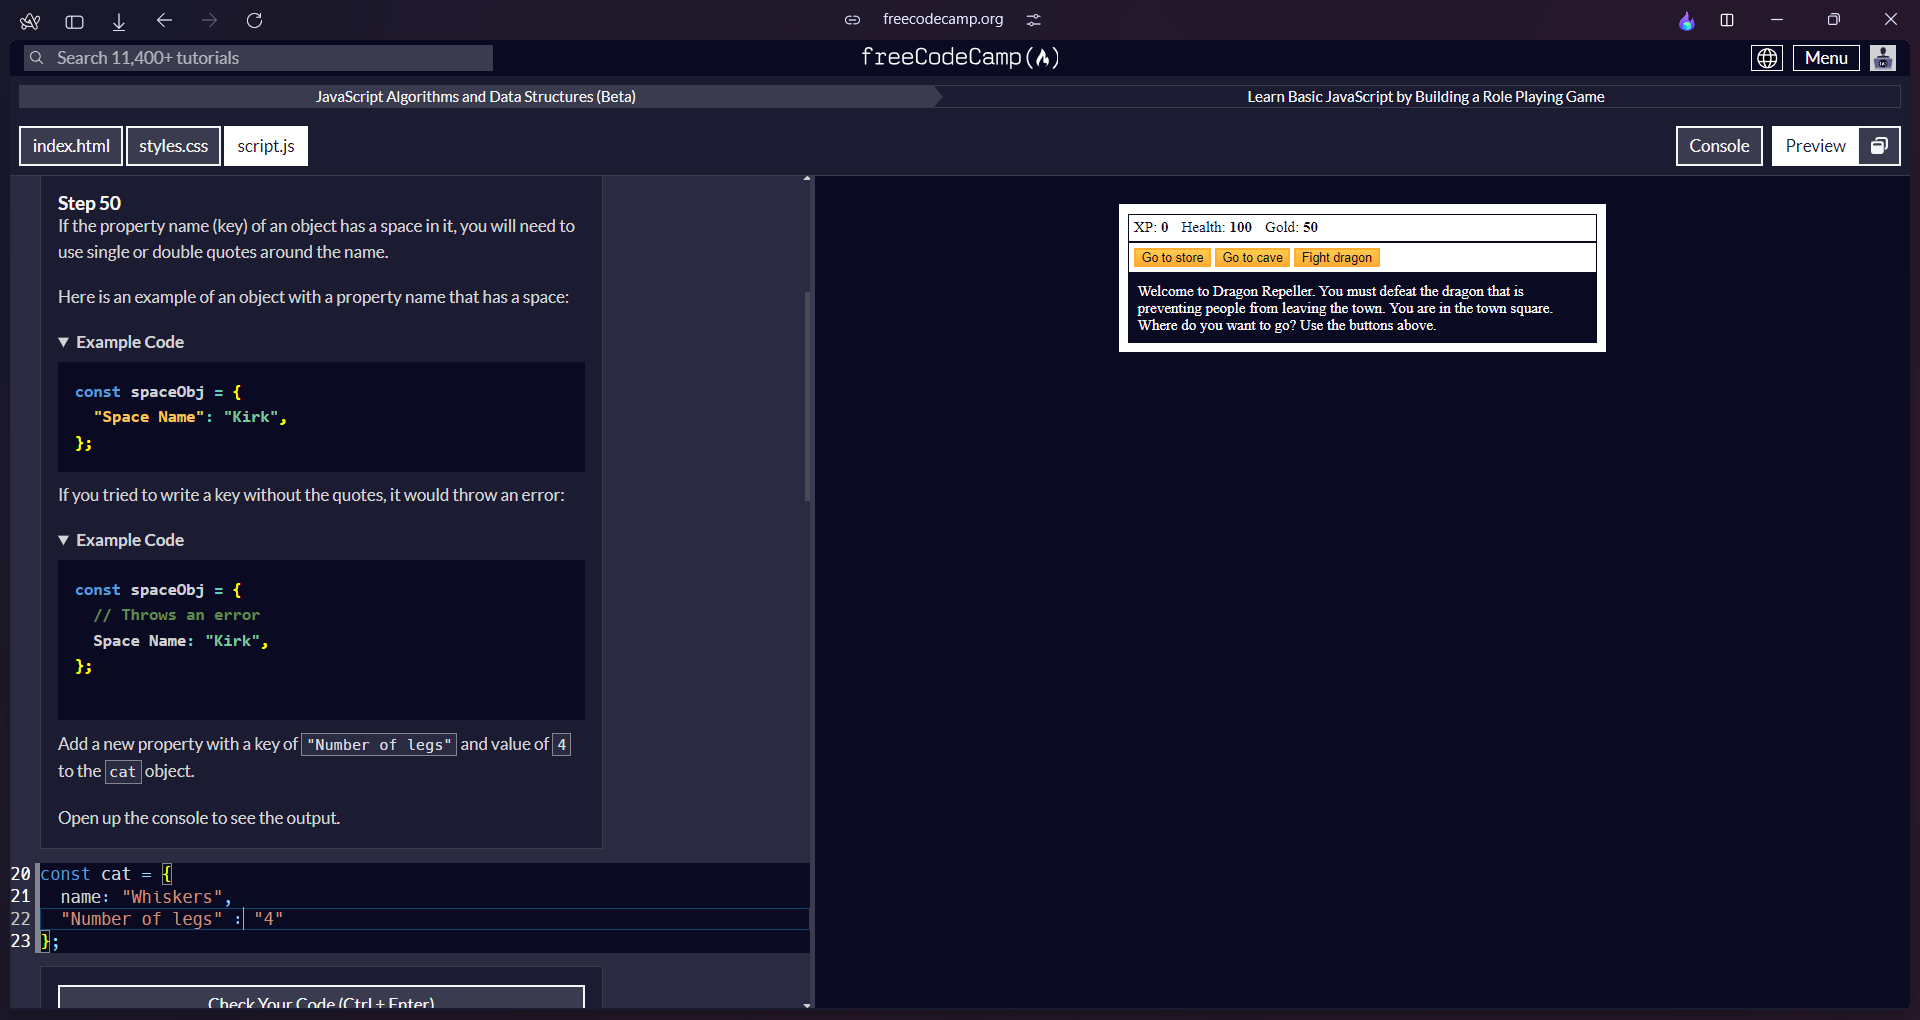 freecodecamp.org
Search 11,400+ tutorials
freeCodeCamp
Menu
JavaScript Algorithms and Data Structures (Beta)
Learn Basic JavaScript by Building a Role Playing Game
index.html
styles.css
script.js
Console
Preview
Step 50
If the property name (key) of an object has a space in it, you will need to
use single or double quotes around the name.
Here is an example of an object with a property name that has a space:
▼ Example Code
const spaceObj = {
  "Space Name": "Kirk",
};
If you tried to write a key without the quotes, it would throw an error:
▼ Example Code
const spaceObj = {
  // Throws an error
  Space Name: "Kirk",
};
Add a new property with a key of "Number of legs" and value of 4
to the cat object.
Open up the console to see the output.
20 const cat = {
21   name: "Whiskers",
22   "Number of legs" : "4"
23 };
Check Your Code (Ctrl + Enter)
XP: 0 Health: 100 Gold: 50
Go to store
Go to cave
Fight dragon
Welcome to Dragon Repeller. You must defeat the dragon that is
preventing people from leaving the town. You are in the town square.
Where do you want to go? Use the buttons above.